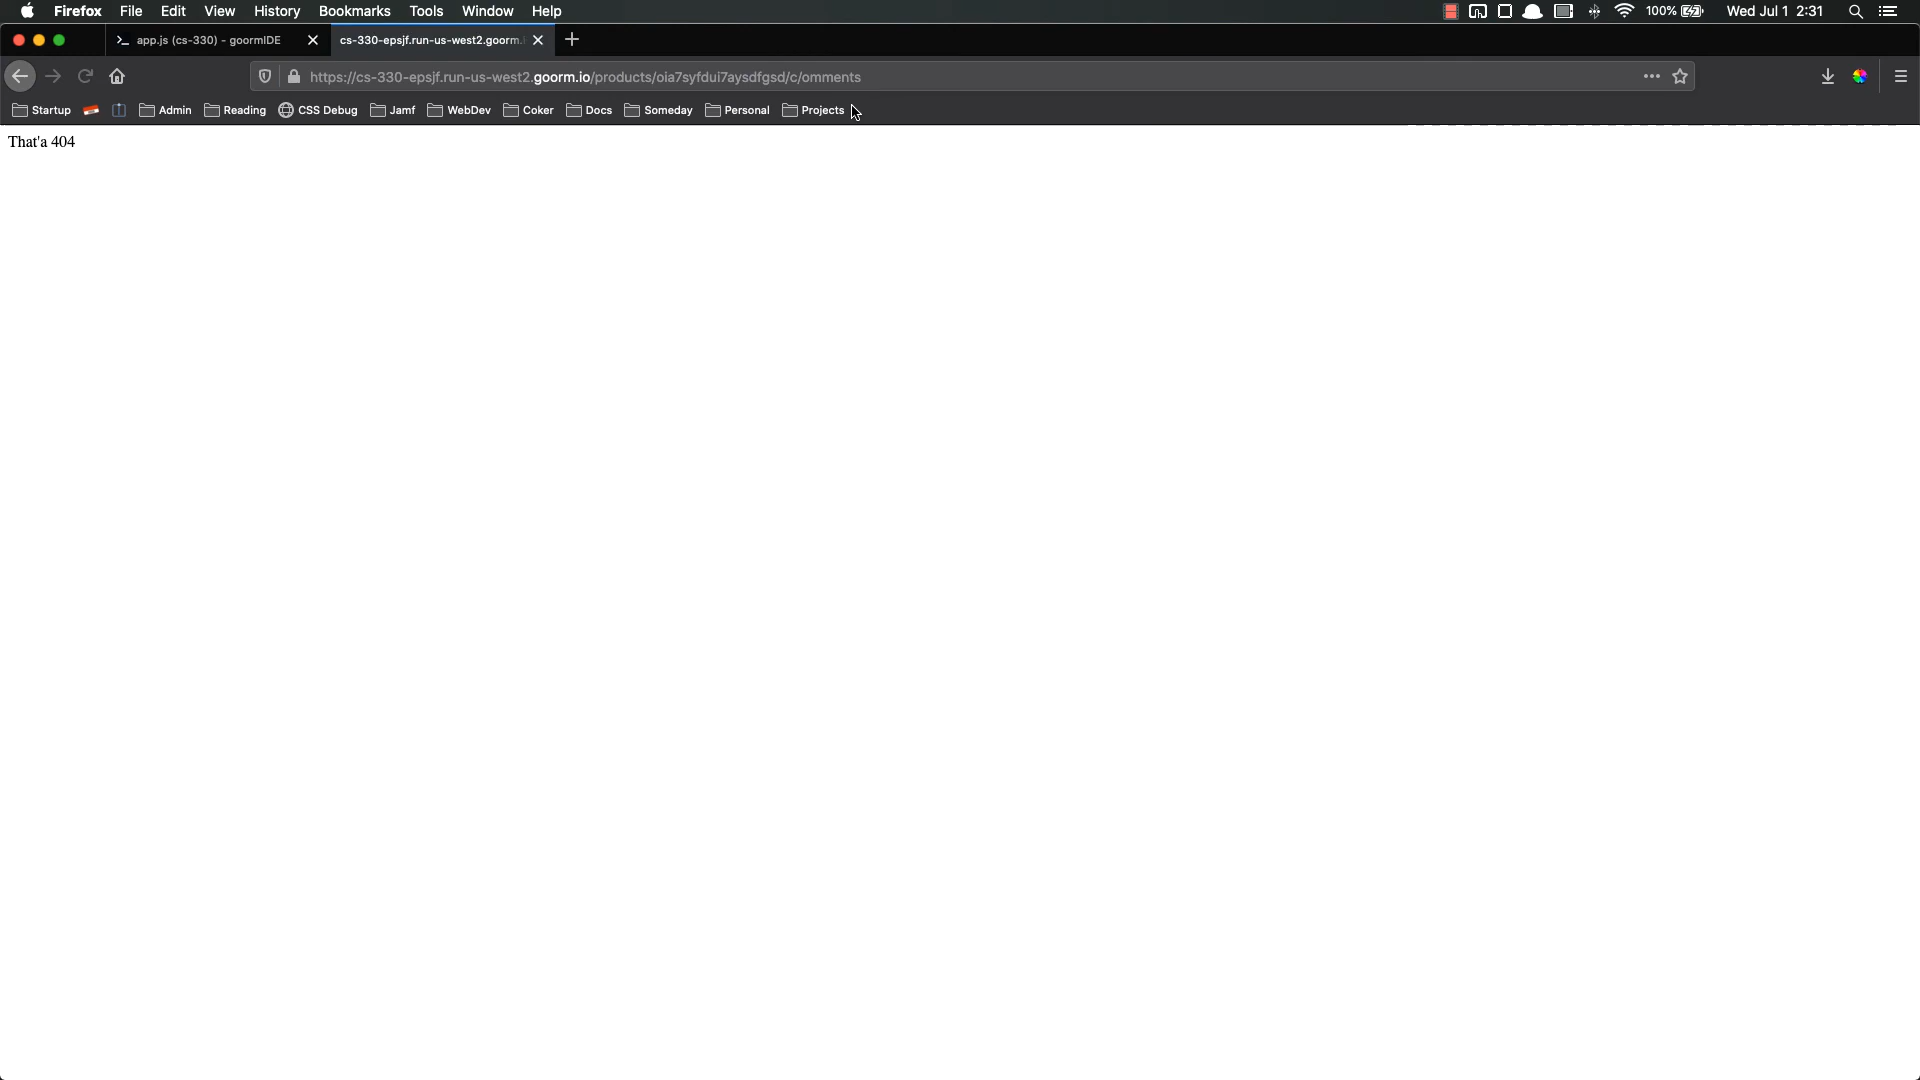 Firefox File Edit View History Bookmarks Tools Window Help 100% Wed Jul 1 2:31
app.js (cs-330) - goormIDE cs-330-epsjf.run-us-west2.goorm.
https://cs-330-epsjf.run-us-west2.goorm.io/products/oia7syfdui7aysdfgsd/c/omments
Startup Admin Reading CSS Debug Jamf WebDev Coker Docs Someday Personal Projects
That'a 404